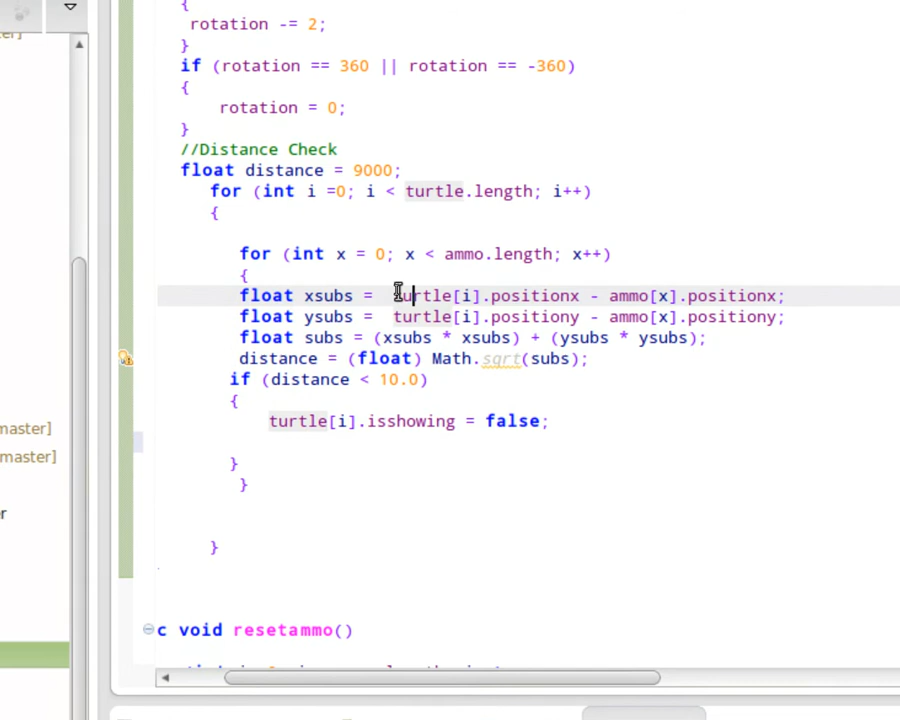 {
rotation -= 2;
}
if (rotation == 360 || rotation == -360)
{
rotation = 0;
}
//Distance Check
float distance = 9000;
for (int i =0; i < turtle.length; i++)
{
for (int x = 0; x < ammo.length; x++)
{
float xsubs = turtle[i].positionx - ammo[x].positionx;
float ysubs = turtle[i].positiony - ammo[x].positiony;
float subs = (xsubs * xsubs) + (ysubs * ysubs);
distance = (float) Math.sqrt(subs);
if (distance < 10.0)
{
turtle[i].isshowing = false;
master]
master]
}
}
r
}
c void resetammo()